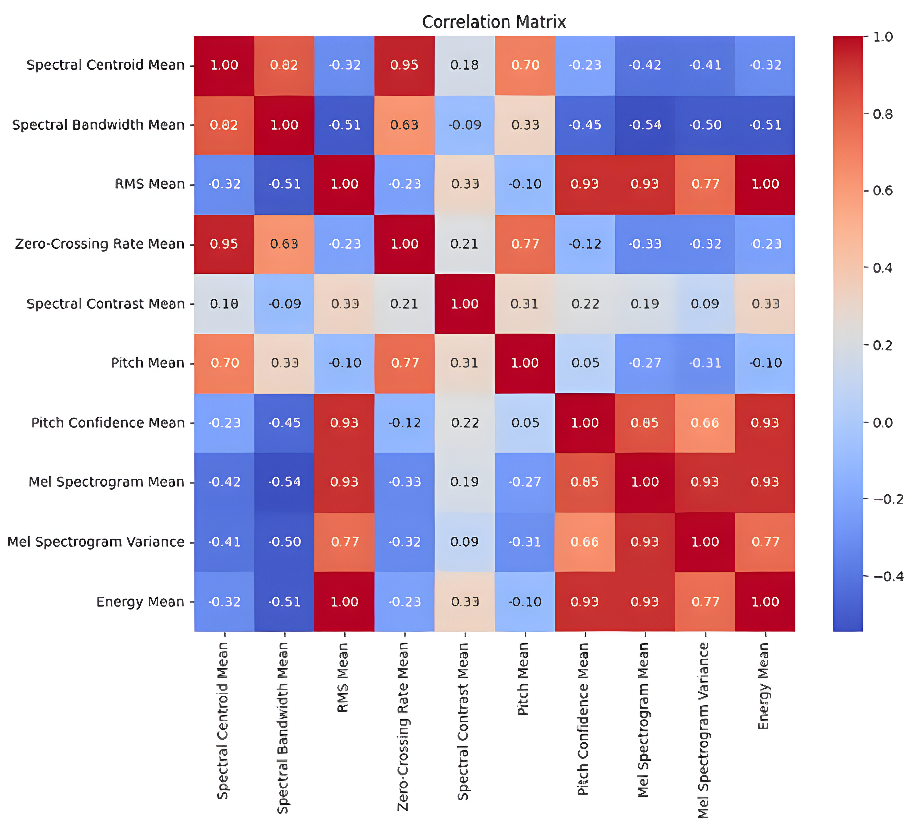 Correlation Matrix
Spectral Centroid Mean 1.00 0.82 -0.32 0.95 0.18 0.70 -0.23 -0.42 -0.41 -0.32
Spectral Bandwidth Mean 0.82 1.00 -0.51 0.63 -0.09 0.33 -0.45 -0.54 -0.50 -0.51
RMS Mean -0.32 -0.51 1.00 -0.23 0.33 -0.10 0.93 0.93 0.77 1.00
Zero-Crossing Rate Mean 0.95 0.63 -0.23 1.00 0.21 0.77 -0.12 -0.33 -0.32 -0.23
Spectral Contrast Mean 0.18 -0.09 0.33 0.21 1.00 0.31 0.22 0.19 0.09 0.33
Pitch Mean 0.70 0.33 -0.10 0.77 0.31 1.00 0.05 -0.27 -0.31 -0.10
Pitch Confidence Mean -0.23 -0.45 0.93 -0.12 0.22 0.05 1.00 0.85 0.66 0.93
Mel Spectrogram Mean -0.42 -0.54 0.93 -0.33 0.19 -0.27 0.85 1.00 0.93 0.93
Mel Spectrogram Variance -0.41 -0.50 0.77 -0.32 0.09 -0.31 0.66 0.93 1.00 0.77
Energy Mean -0.32 -0.51 1.00 -0.23 0.33 -0.10 0.93 0.93 0.77 1.00
Spectral Centroid Mean
Spectral Bandwidth Mean
RMS Mean
Zero-Crossing Rate Mean
Spectral Contrast Mean
Pitch Mean
Pitch Confidence Mean
Mel Spectrogram Mean
Mel Spectrogram Variance
Energy Mean
1.0
0.8
0.6
0.4
0.2
0.0
−0.2
−0.4